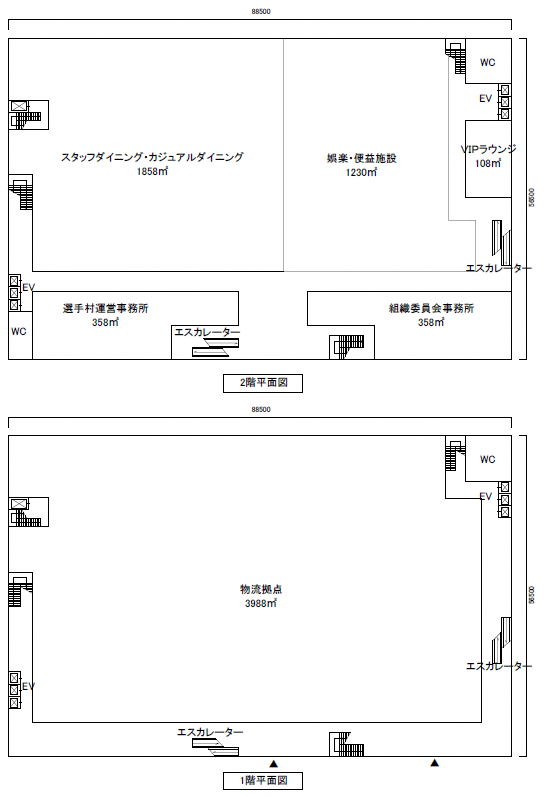 88500
WC
EV
スタッフダイニング・カジュアルダイニング
1858㎡
娯楽・便益施設
1230㎡
VIPラウンジ
108㎡
56500
エスカレーター
EV
選手村運営事務所
358㎡
組織委員会事務所
358㎡
WC
エスカレーター
2階平面図
88500
WC
EV
物流拠点
3988㎡
56500
エスカレーター
EV
エスカレーター
1階平面図